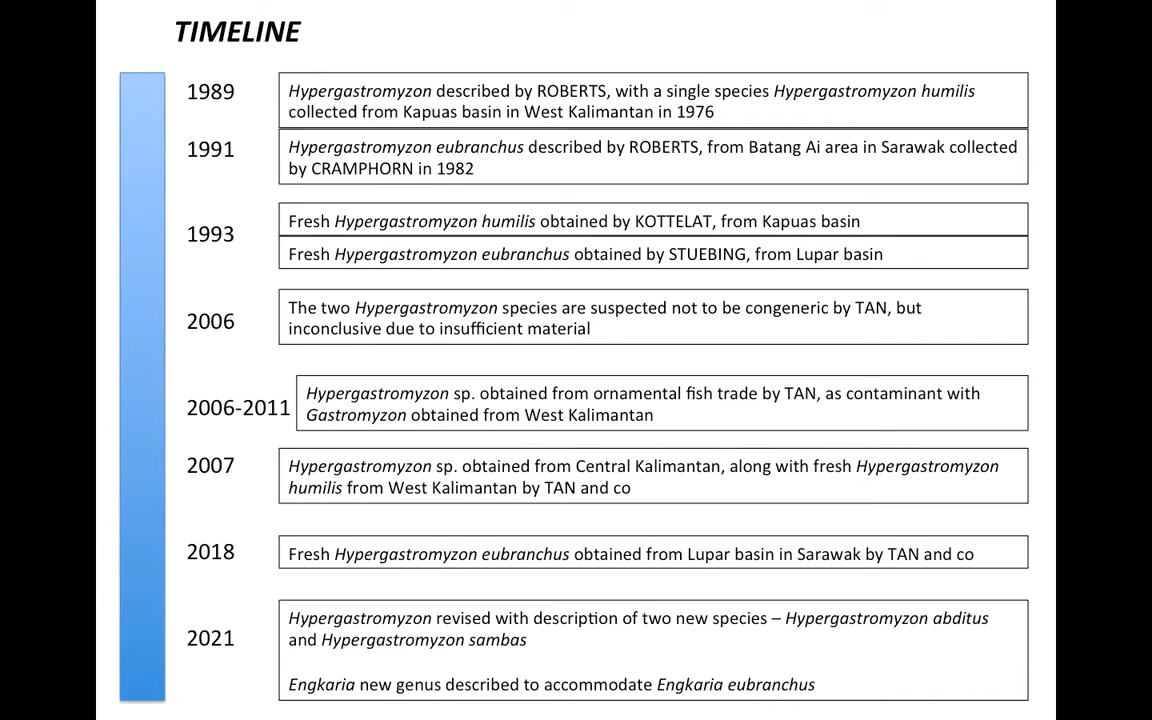 TIMELINE
1989
Hypergastromyzon described by ROBERTS, with a single species Hypergastromyzon humilis
collected from Kapuas basin in West Kalimantan in 1976
1991
Hypergastromyzon eubranchus described by ROBERTS, from Batang Ai area in Sarawak collected
by CRAMPHORN in 1982
1993
Fresh Hypergastromyzon humilis obtained by KOTTELAT, from Kapuas basin
Fresh Hypergastromyzon eubranchus obtained by STUEBING, from Lupar basin
2006
The two Hypergastromyzon species are suspected not to be congeneric by TAN, but
inconclusive due to insufficient material
2006-2011
Hypergastromyzon sp. obtained from ornamental fish trade by TAN, as contaminant with
Gastromyzon obtained from West Kalimantan
2007
Hypergastromyzon sp. obtained from Central Kalimantan, along with fresh Hypergastromyzon
humilis from West Kalimantan by TAN and co
2018
Fresh Hypergastromyzon eubranchus obtained from Lupar basin in Sarawak by TAN and co
2021
Hypergastromyzon revised with description of two new species – Hypergastromyzon abditus
and Hypergastromyzon sambas
Engkaria new genus described to accommodate Engkaria eubranchus